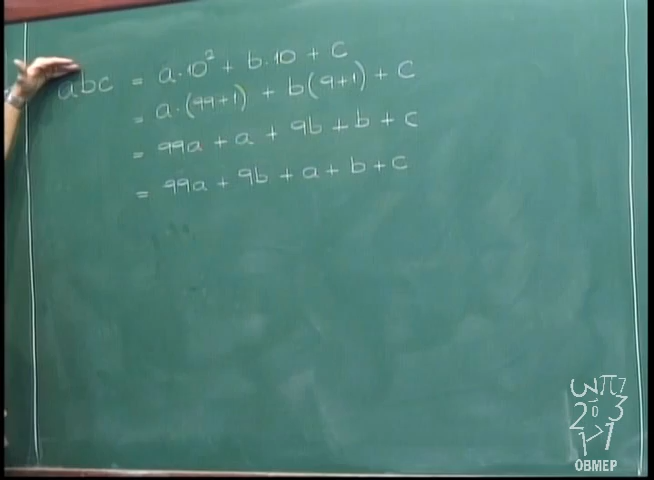 abc = a·10² + b·10 + c
= a·(99+1) + b(9+1) + c
= 99a + a + 9b + b + c
= 99a + 9b + a + b + c
OBMEP